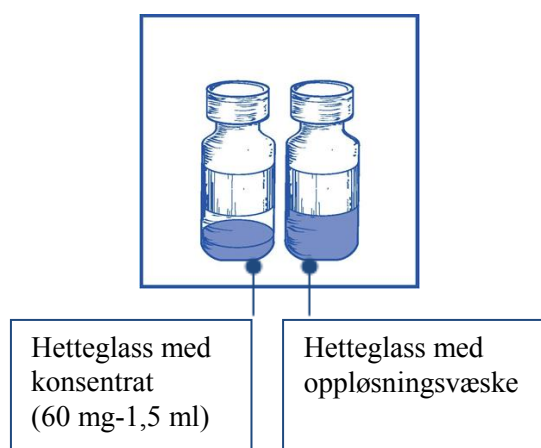 Hetteglass med
konsentrat
(60 mg-1,5 ml)
Hetteglass med
oppløsningsvæske